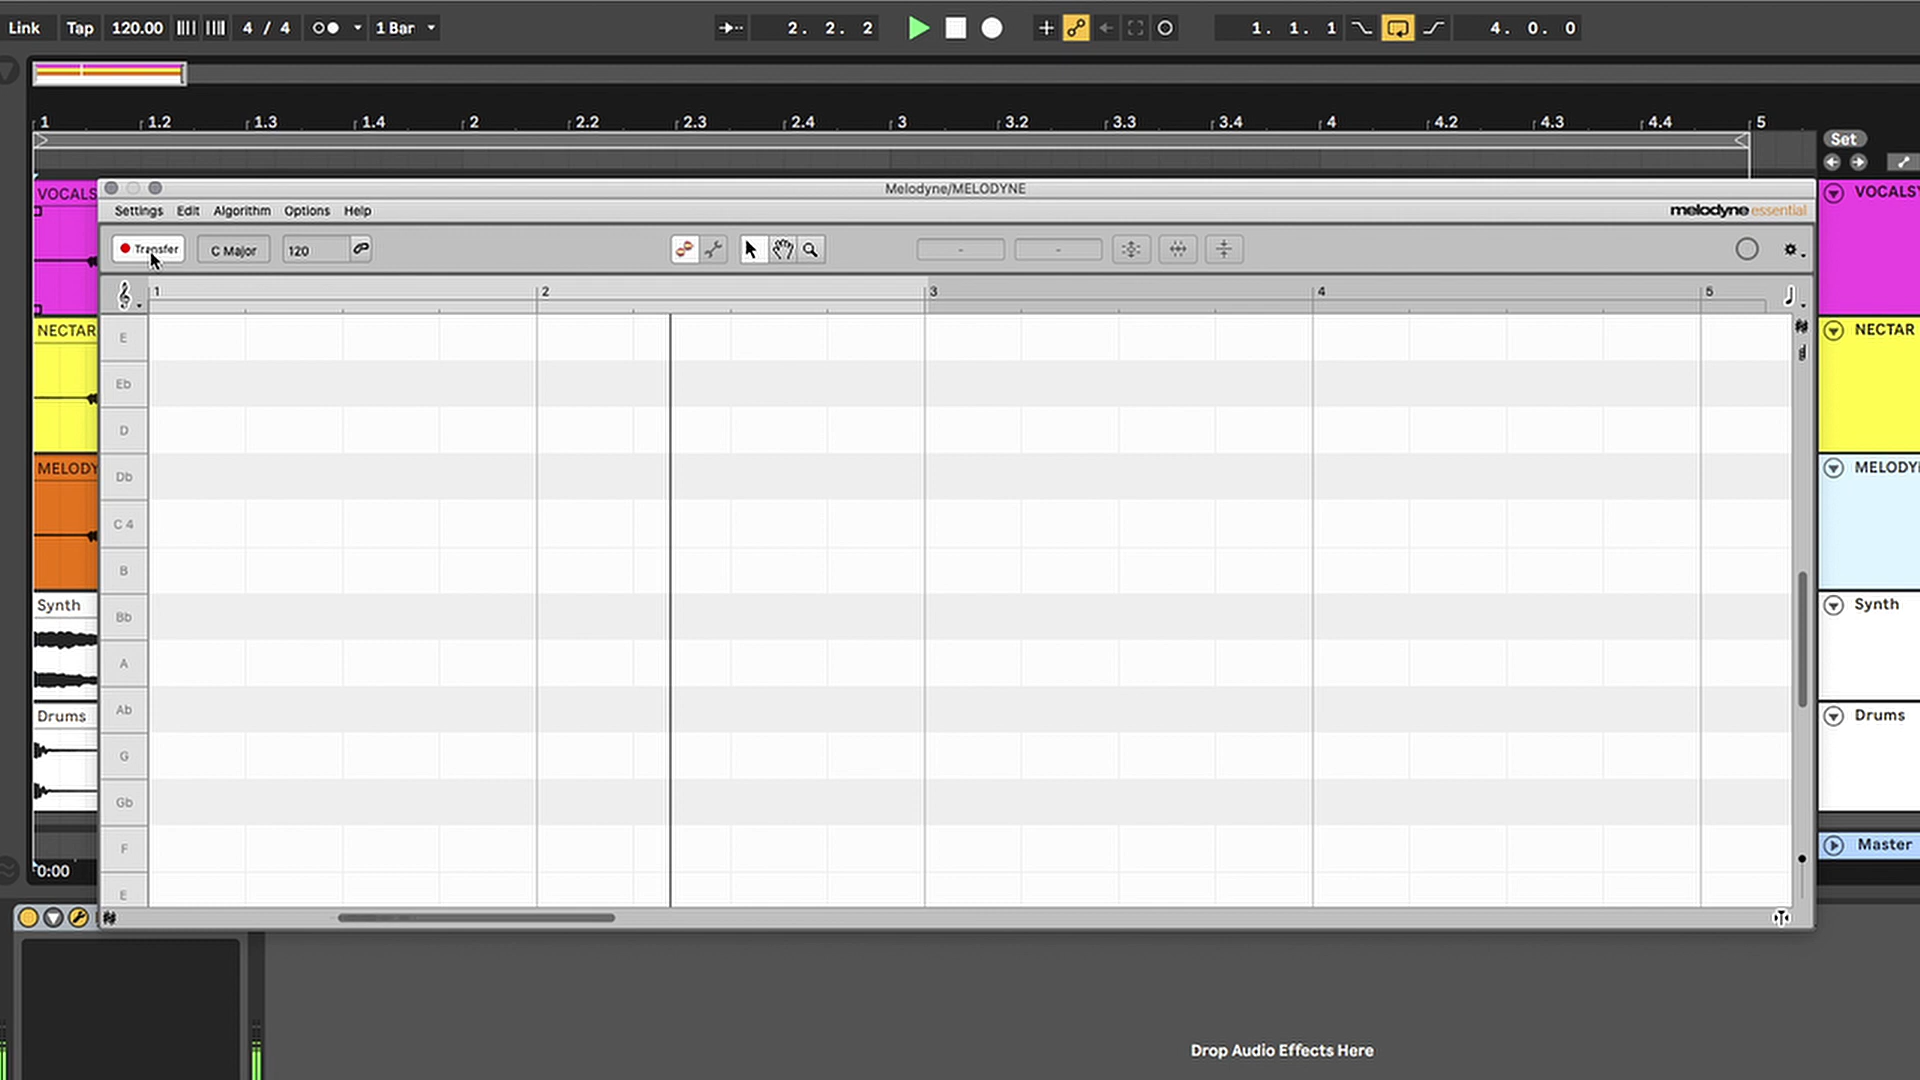 Link Tap 120.00 4 / 4 1 Bar 2. 2. 2 1. 1. 1 4. 0. 0
1 1.2 1.3 1.4 2 2.2 2.3 2.4 3 3.2 3.3 3.4 4 4.2 4.3 4.4 5
Set
Melodyne/MELODYNE
VOCALS
VOCALS
Settings Edit Algorithm Options Help
melodyne essential
Transfer C Major 120 - -
1 2 3 4 5
NECTAR
NECTAR
E
Eb
D
MELODY
MELODY
Db
C 4
B
Synth
Synth
Bb
A
Ab
Drums
Drums
G
Gb
F
Master
0:00
E
Drop Audio Effects Here